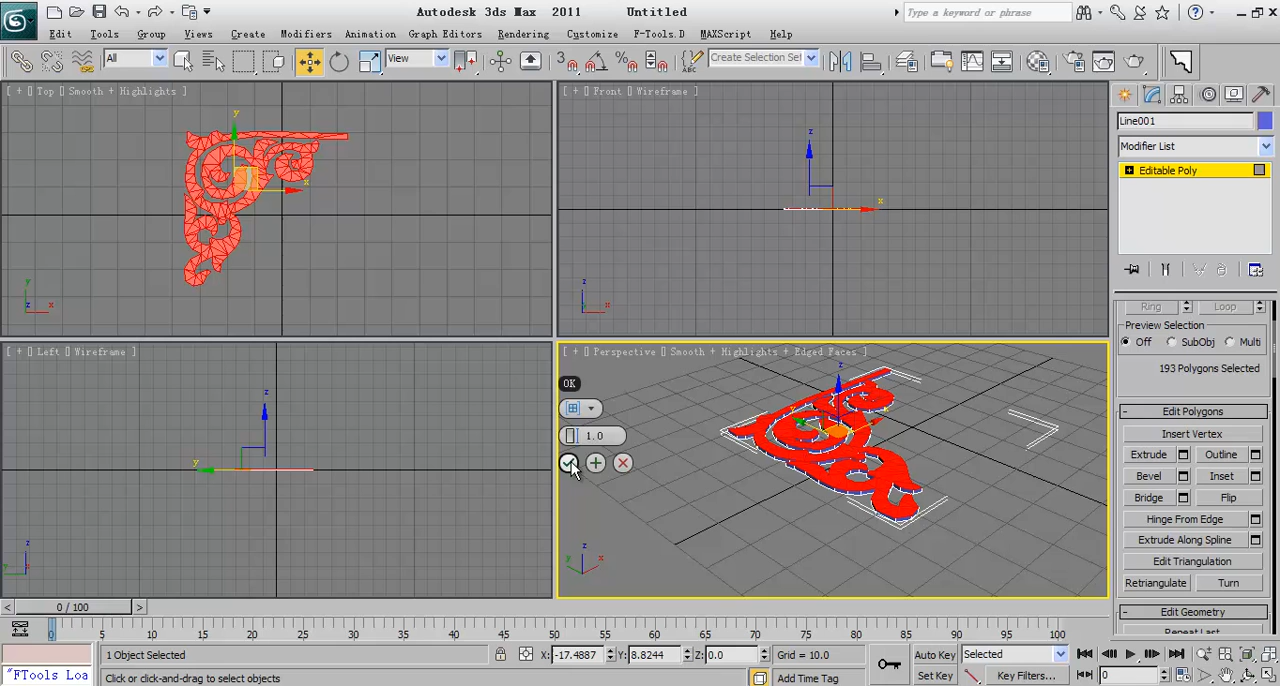 Autodesk 3ds Max 2011 Untitled
Type a keyword or phrase
Edit Tools Group Views Create Modifiers Animation Graph Editors Rendering Customize F-Tools.D MAXScript Help
All View Create Selection Set
[ + [] Top [] Smooth + Highlights ]
[ + [] Front [] Wireframe ]
[ + [] Left [] Wireframe ]
[ + [] Perspective [] Smooth + Highlights + Edged Faces ]
OK
1.0
Line001
Modifier List
Editable Poly
Ring Loop
Preview Selection
Off SubObj Multi
193 Polygons Selected
Edit Polygons
Insert Vertex
Extrude Outline
Bevel Inset
Bridge Flip
Hinge From Edge
Extrude Along Spline
Edit Triangulation
Retriangulate Turn
Edit Geometry
Repeat Last
0 / 100
0 5 10 15 20 25 30 35 40 45 50 55 60 65 70 75 80 85 90 95 100
1 Object Selected X: -17.4887 Y: 8.8244 Z: 0.0 Grid = 10.0 Auto Key Selected
"FTools Loa Click or click-and-drag to select objects Add Time Tag Set Key Key Filters... 0